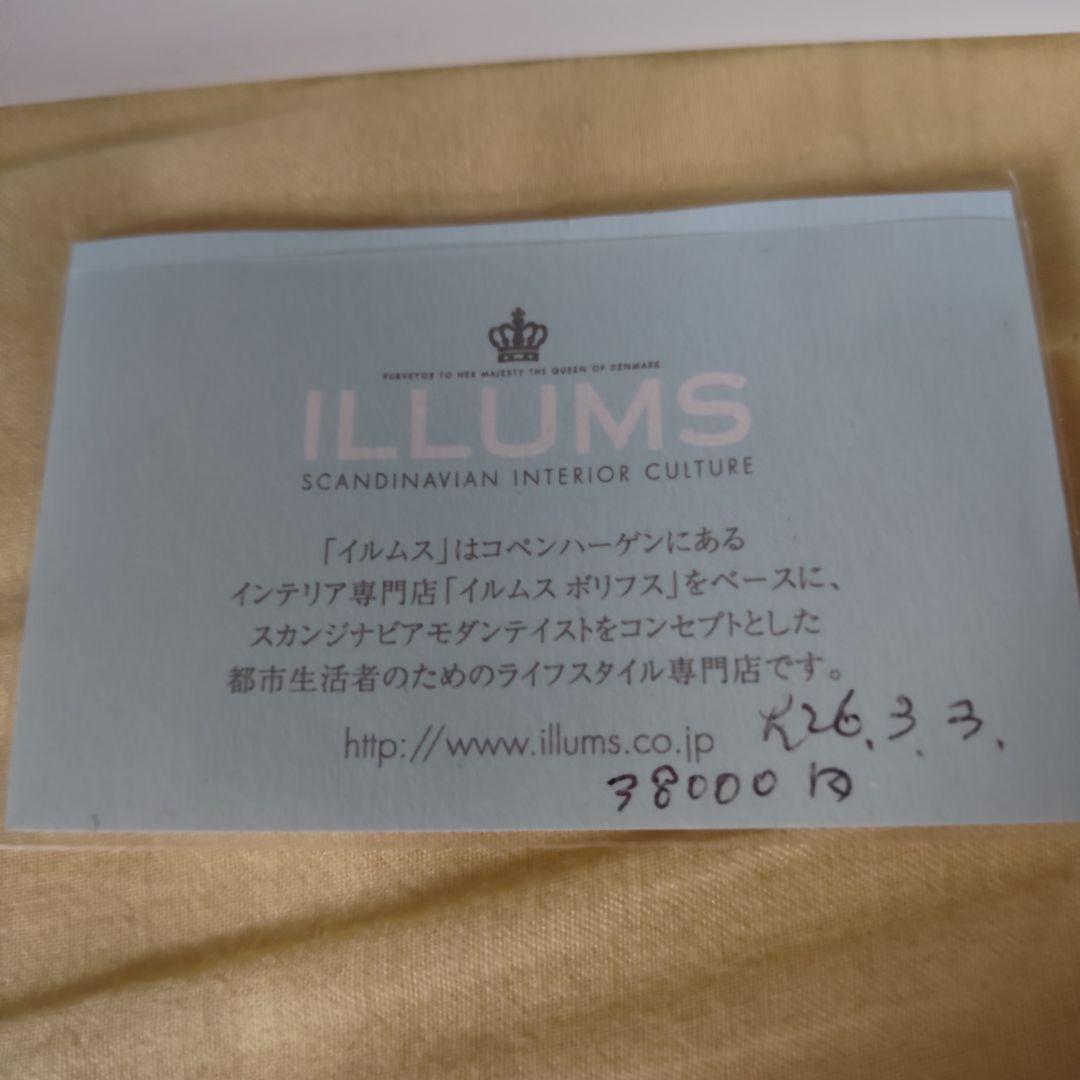 PURVEYOR TO HER MAJESTY THE QUEEN OF DENMARK
ILLUMS
SCANDINAVIAN INTERIOR CULTURE
「イルムス」はコペンハーゲンにある
インテリア専門店「イルムス ボリフス」をベースに、
スカンジナビアモダンテイストをコンセプトとした
都市生活者のためのライフスタイル専門店です。
http://www.illums.co.jp
26.3.3.
38000円